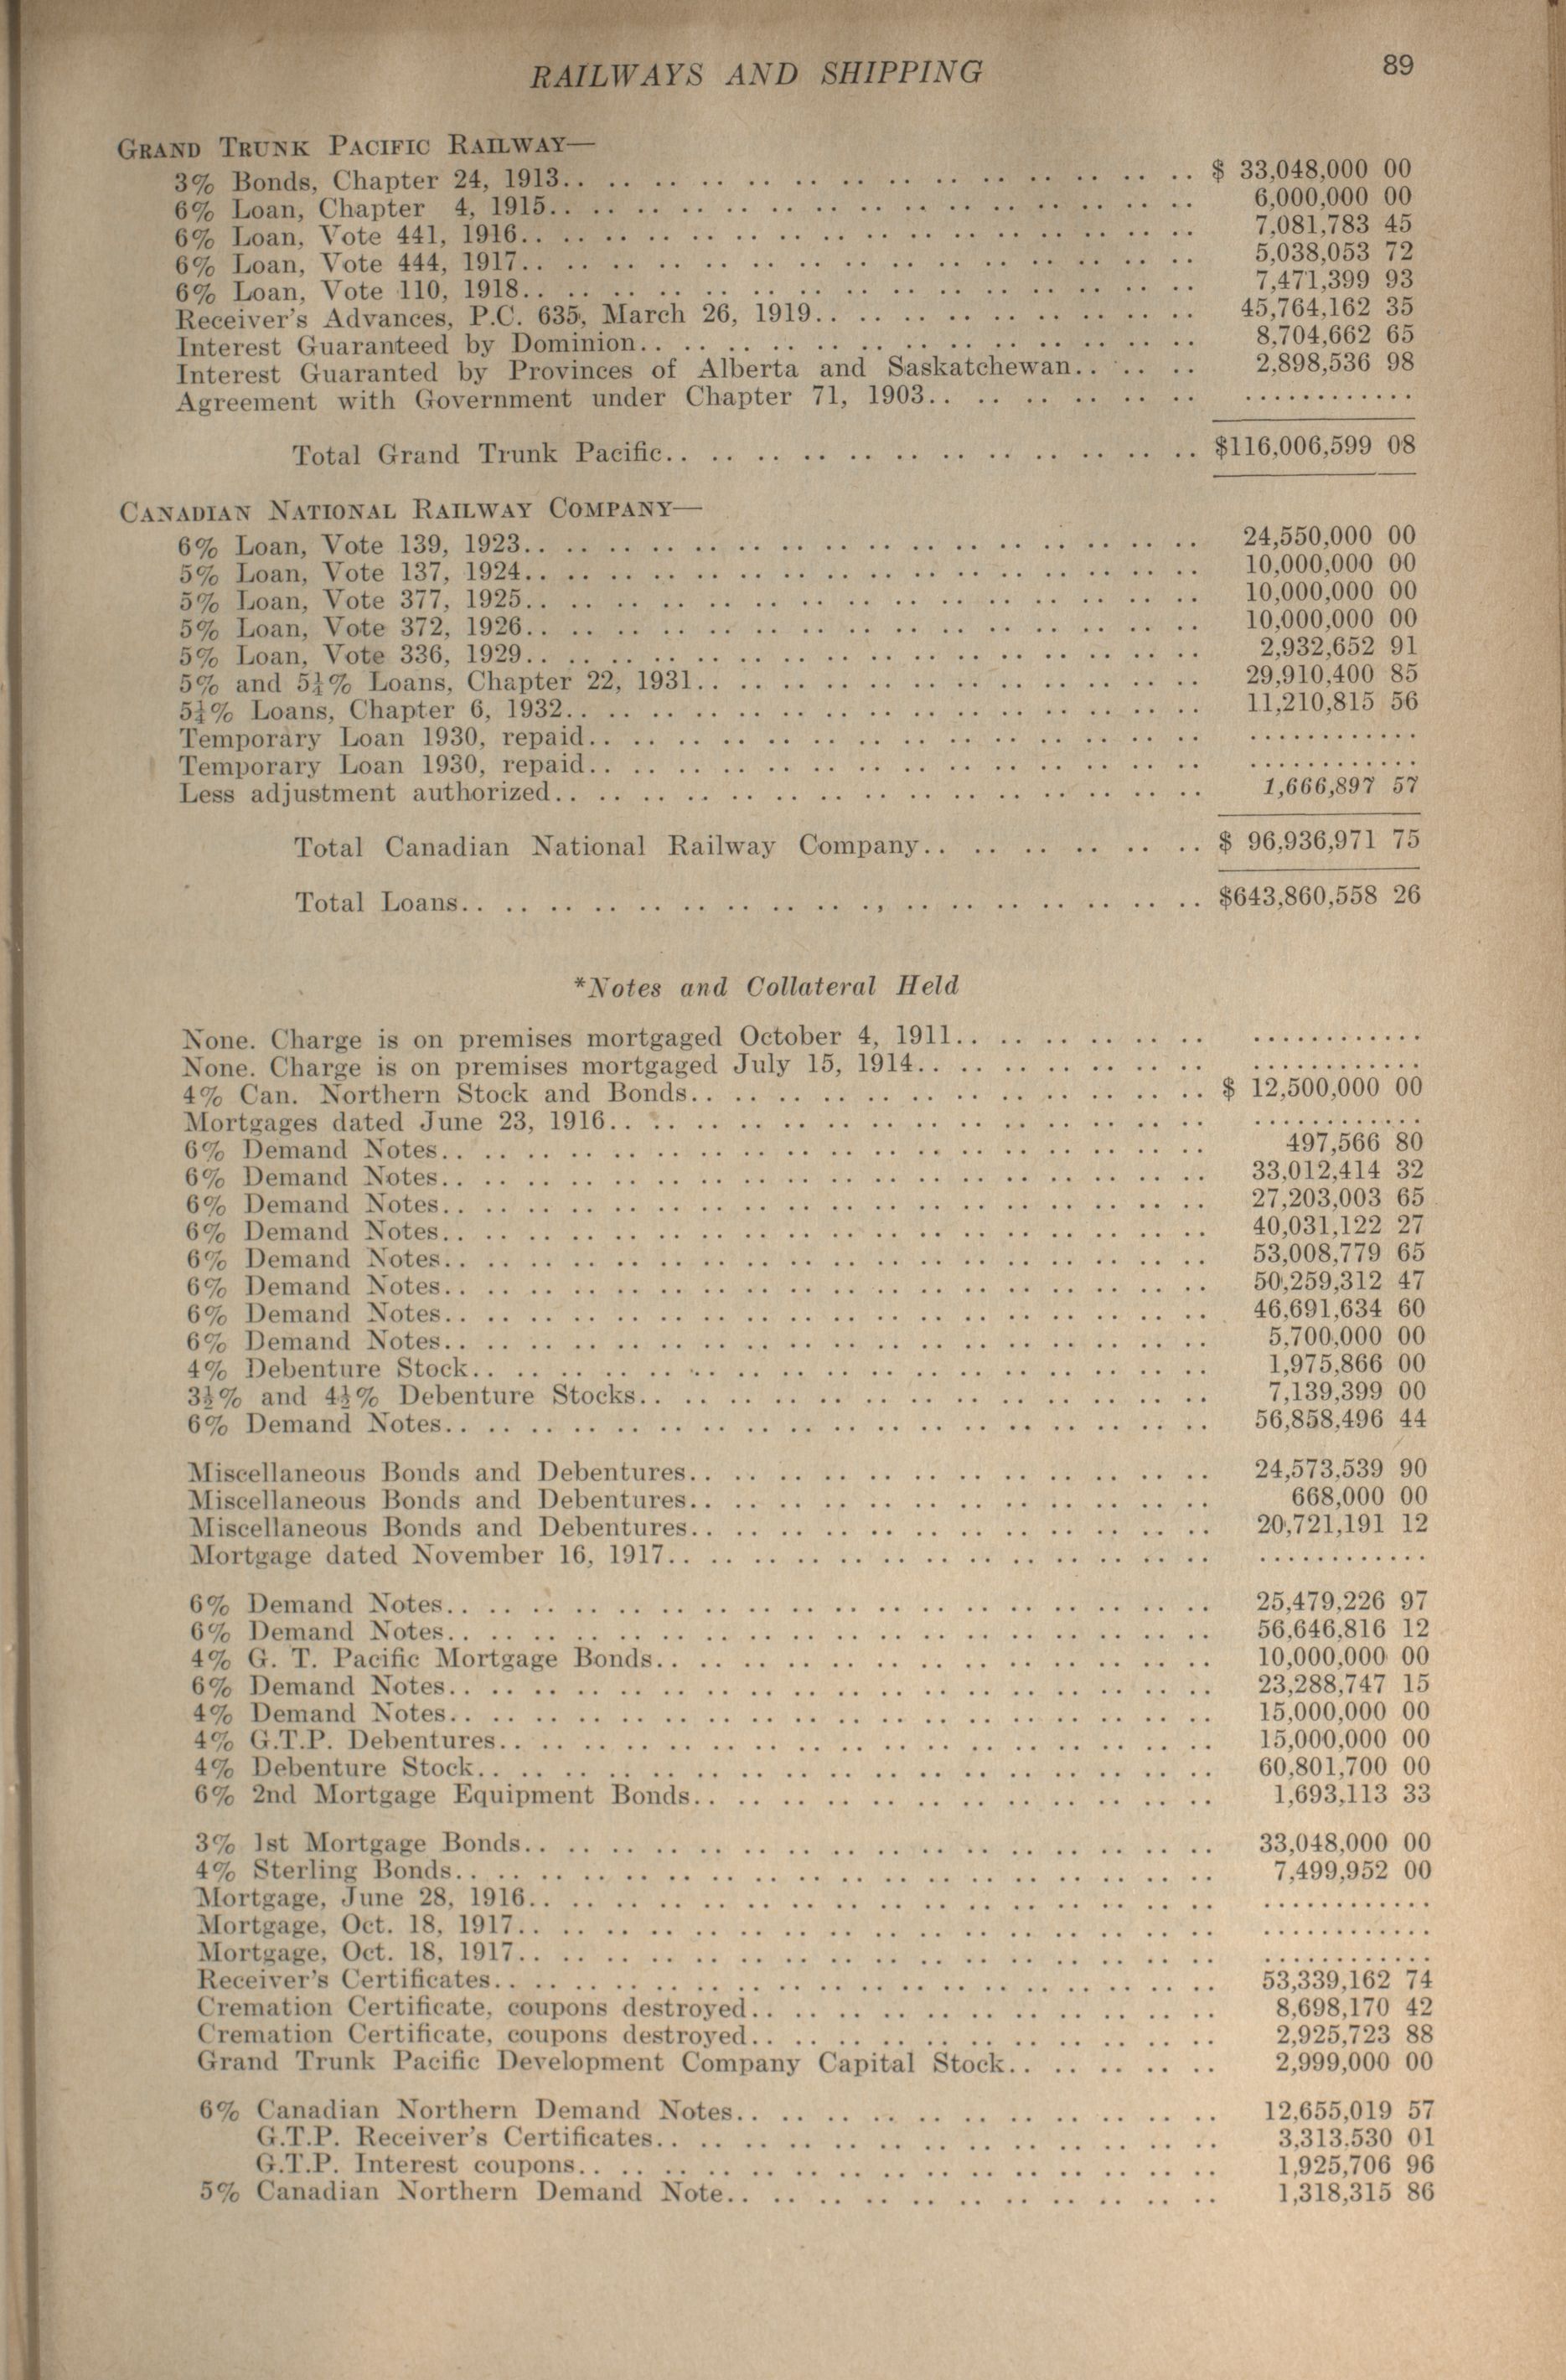 RAILWAYS AND SHIPPING 89
GRAND TRUNK PACIFIC RAILWAY—
3% Bonds, Chapter 24, 1913.. $ 33,048,000 00
6% Loan, Chapter 4, 1915.. 6,000,000 00
6% Loan, Vote 441, 1916.. 7,081,783 45
6% Loan, Vote 444, 1917.. 5,038,053 72
6% Loan, Vote 110, 1918.. 7,471,399 93
Receiver's Advances, P.C. 635, March 26, 1919.. 45,764,162 35
Interest Guaranteed by Dominion.. 8,704,662 65
Interest Guaranted by Provinces of Alberta and Saskatchewan.. 2,898,536 98
Agreement with Government under Chapter 71, 1903.. ............
Total Grand Trunk Pacific.. $116,006,599 08
CANADIAN NATIONAL RAILWAY COMPANY—
6% Loan, Vote 139, 1923.. 24,550,000 00
5% Loan, Vote 137, 1924.. 10,000,000 00
5% Loan, Vote 377, 1925.. 10,000,000 00
5% Loan, Vote 372, 1926.. 10,000,000 00
5% Loan, Vote 336, 1929.. 2,932,652 91
5% and 5¼% Loans, Chapter 22, 1931.. 29,910,400 85
5¼% Loans, Chapter 6, 1932.. 11,210,815 56
Temporary Loan 1930, repaid.. ............
Temporary Loan 1930, repaid.. ............
Less adjustment authorized.. 1,666,897 57
Total Canadian National Railway Company.. $ 96,936,971 75
Total Loans.. $643,860,558 26
*Notes and Collateral Held
None. Charge is on premises mortgaged October 4, 1911.. ............
None. Charge is on premises mortgaged July 15, 1914.. ............
4% Can. Northern Stock and Bonds.. $ 12,500,000 00
Mortgages dated June 23, 1916.. ............
6% Demand Notes.. 497,566 80
6% Demand Notes.. 33,012,414 32
6% Demand Notes.. 27,203,003 65
6% Demand Notes.. 40,031,122 27
6% Demand Notes.. 53,008,779 65
6% Demand Notes.. 50,259,312 47
6% Demand Notes.. 46,691,634 60
6% Demand Notes.. 5,700,000 00
4% Debenture Stock.. 1,975,866 00
3½% and 4½% Debenture Stocks.. 7,139,399 00
6% Demand Notes.. 56,858,496 44
Miscellaneous Bonds and Debentures.. 24,573,539 90
Miscellaneous Bonds and Debentures.. 668,000 00
Miscellaneous Bonds and Debentures.. 20,721,191 12
Mortgage dated November 16, 1917.. ............
6% Demand Notes.. 25,479,226 97
6% Demand Notes.. 56,646,816 12
4% G. T. Pacific Mortgage Bonds.. 10,000,000 00
6% Demand Notes.. 23,288,747 15
4% Demand Notes.. 15,000,000 00
4% G.T.P. Debentures.. 15,000,000 00
4% Debenture Stock.. 60,801,700 00
6% 2nd Mortgage Equipment Bonds.. 1,693,113 33
3% 1st Mortgage Bonds.. 33,048,000 00
4% Sterling Bonds.. 7,499,952 00
Mortgage, June 28, 1916.. ............
Mortgage, Oct. 18, 1917.. ............
Mortgage, Oct. 18, 1917.. ............
Receiver's Certificates.. 53,339,162 74
Cremation Certificate, coupons destroyed.. 8,698,170 42
Cremation Certificate, coupons destroyed.. 2,925,723 88
Grand Trunk Pacific Development Company Capital Stock.. 2,999,000 00
6% Canadian Northern Demand Notes.. 12,655,019 57
G.T.P. Receiver's Certificates.. 3,313,530 01
G.T.P. Interest coupons.. 1,925,706 96
5% Canadian Northern Demand Note.. 1,318,315 86